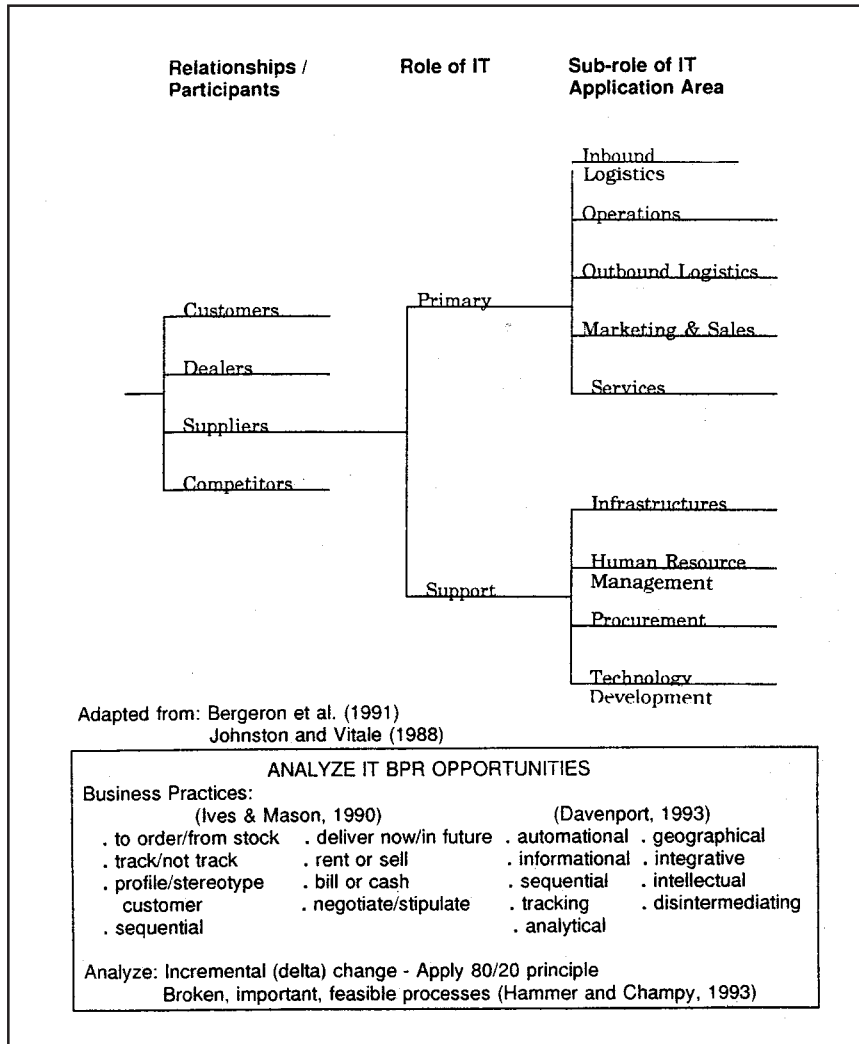 Relationships / Participants
Role of IT
Sub-role of IT Application Area
Inbound
Logistics
Operations
Outbound Logistics
Primary
Customers
Marketing & Sales
Dealers
Services
Suppliers
Competitors
Infrastructures
Human Resource
Management
Support
Procurement
Technology
Development
Adapted from: Bergeron et al. (1991)
Johnston and Vitale (1988)
ANALYZE IT BPR OPPORTUNITIES
Business Practices:
(Ives & Mason, 1990) (Davenport, 1993)
. to order/from stock . deliver now/in future . automational . geographical
. track/not track . rent or sell . informational . integrative
. profile/stereotype . bill or cash . sequential . intellectual
customer . negotiate/stipulate . tracking . disintermediating
. sequential . analytical
Analyze: Incremental (delta) change - Apply 80/20 principle
Broken, important, feasible processes (Hammer and Champy, 1993)